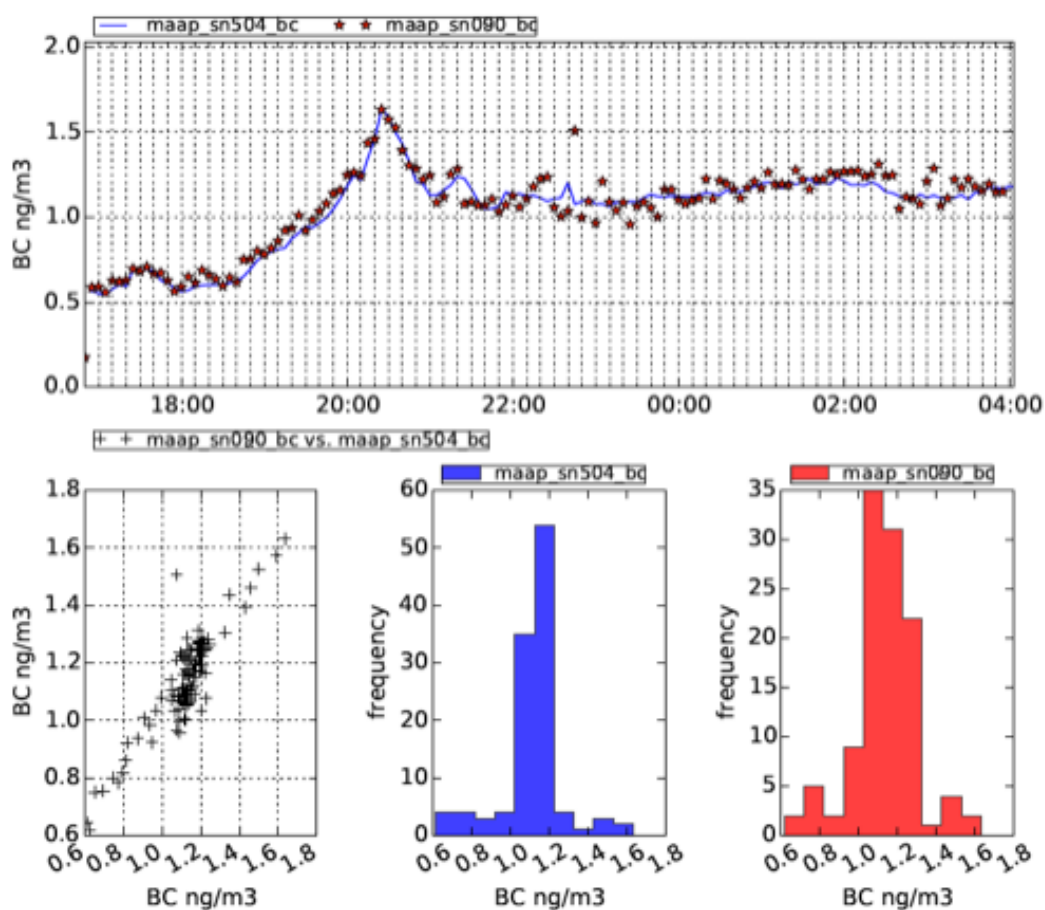 maap_sn504_bc maap_sn090_bc
2.0
1.5
1.0
0.5
0.0
BC ng/m3
18:00 20:00 22:00 00:00 02:00 04:00
maap_sn090_bc vs. maap_sn504_bc
1.8
1.6
1.4
1.2
1.0
0.8
0.6
BC ng/m3
0.6 0.8 1.0 1.2 1.4 1.6 1.8
BC ng/m3
maap_sn504_bc
60
50
40
30
20
10
0
frequency
0.6 0.8 1.0 1.2 1.4 1.6 1.8
BC ng/m3
maap_sn090_bc
35
30
25
20
15
10
5
0
frequency
0.6 0.8 1.0 1.2 1.4 1.6 1.8
BC ng/m3